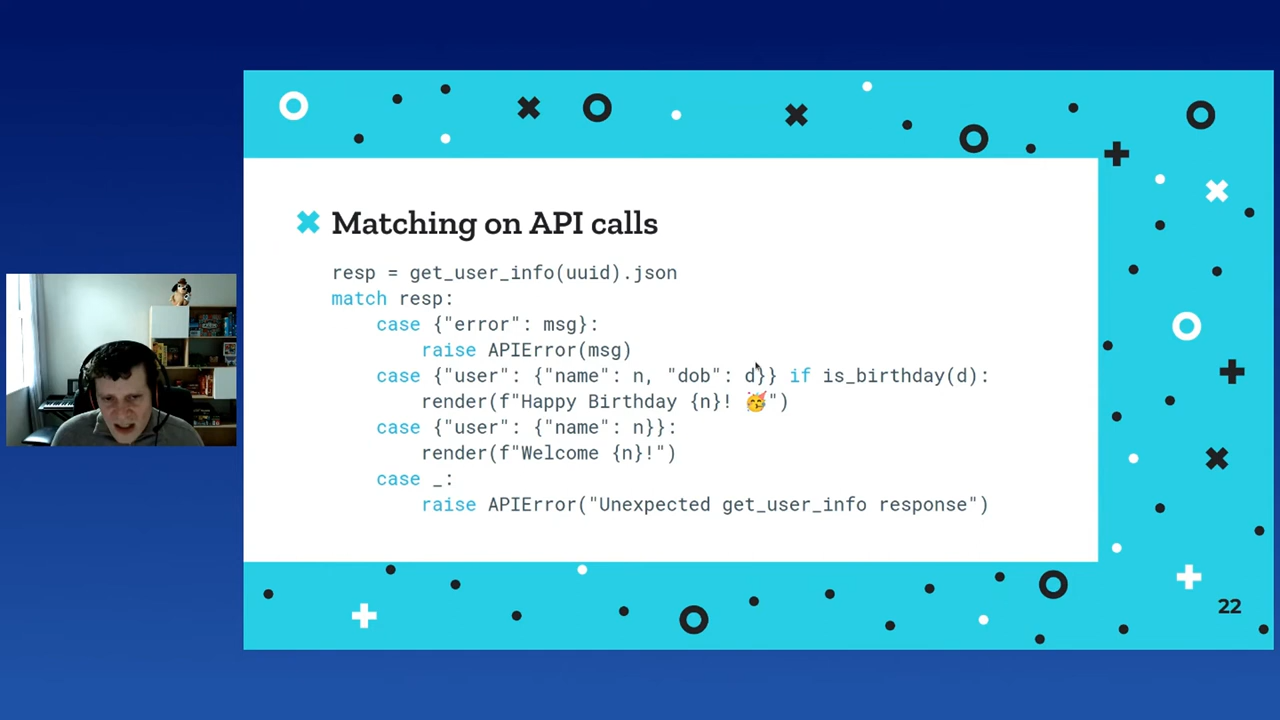 Matching on API calls
resp = get_user_info(uuid).json
match resp:
    case {"error": msg}:
        raise APIError(msg)
    case {"user": {"name": n, "dob": d}} if is_birthday(d):
        render(f"Happy Birthday {n}! 🥳")
    case {"user": {"name": n}}:
        render(f"Welcome {n}!")
    case _:
        raise APIError("Unexpected get_user_info response")
22